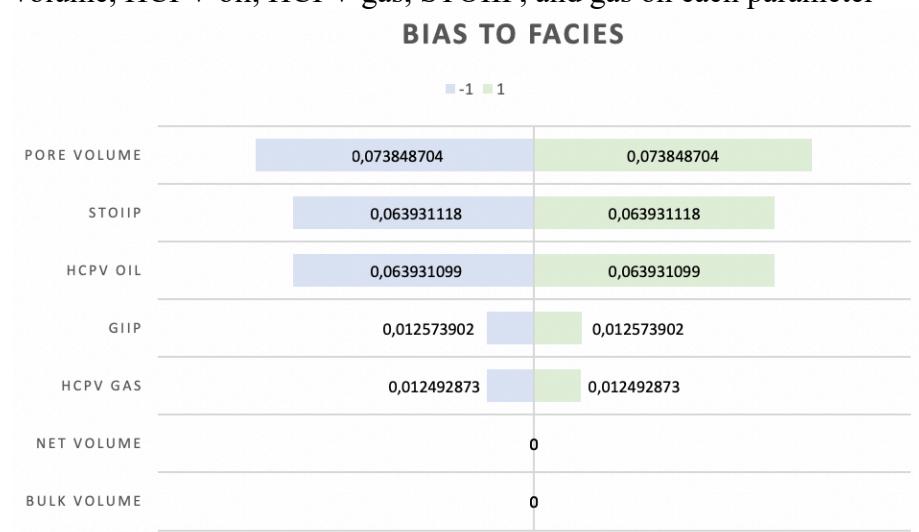 volume, HCPV oil, HCPV gas, STOIIP, and gas on each parameter
BIAS TO FACIES
-1 1
PORE VOLUME 0,073848704 0,073848704
STOIIP 0,063931118 0,063931118
HCPV OIL 0,063931099 0,063931099
GIIP 0,012573902 0,012573902
HCPV GAS 0,012492873 0,012492873
NET VOLUME 0
BULK VOLUME 0